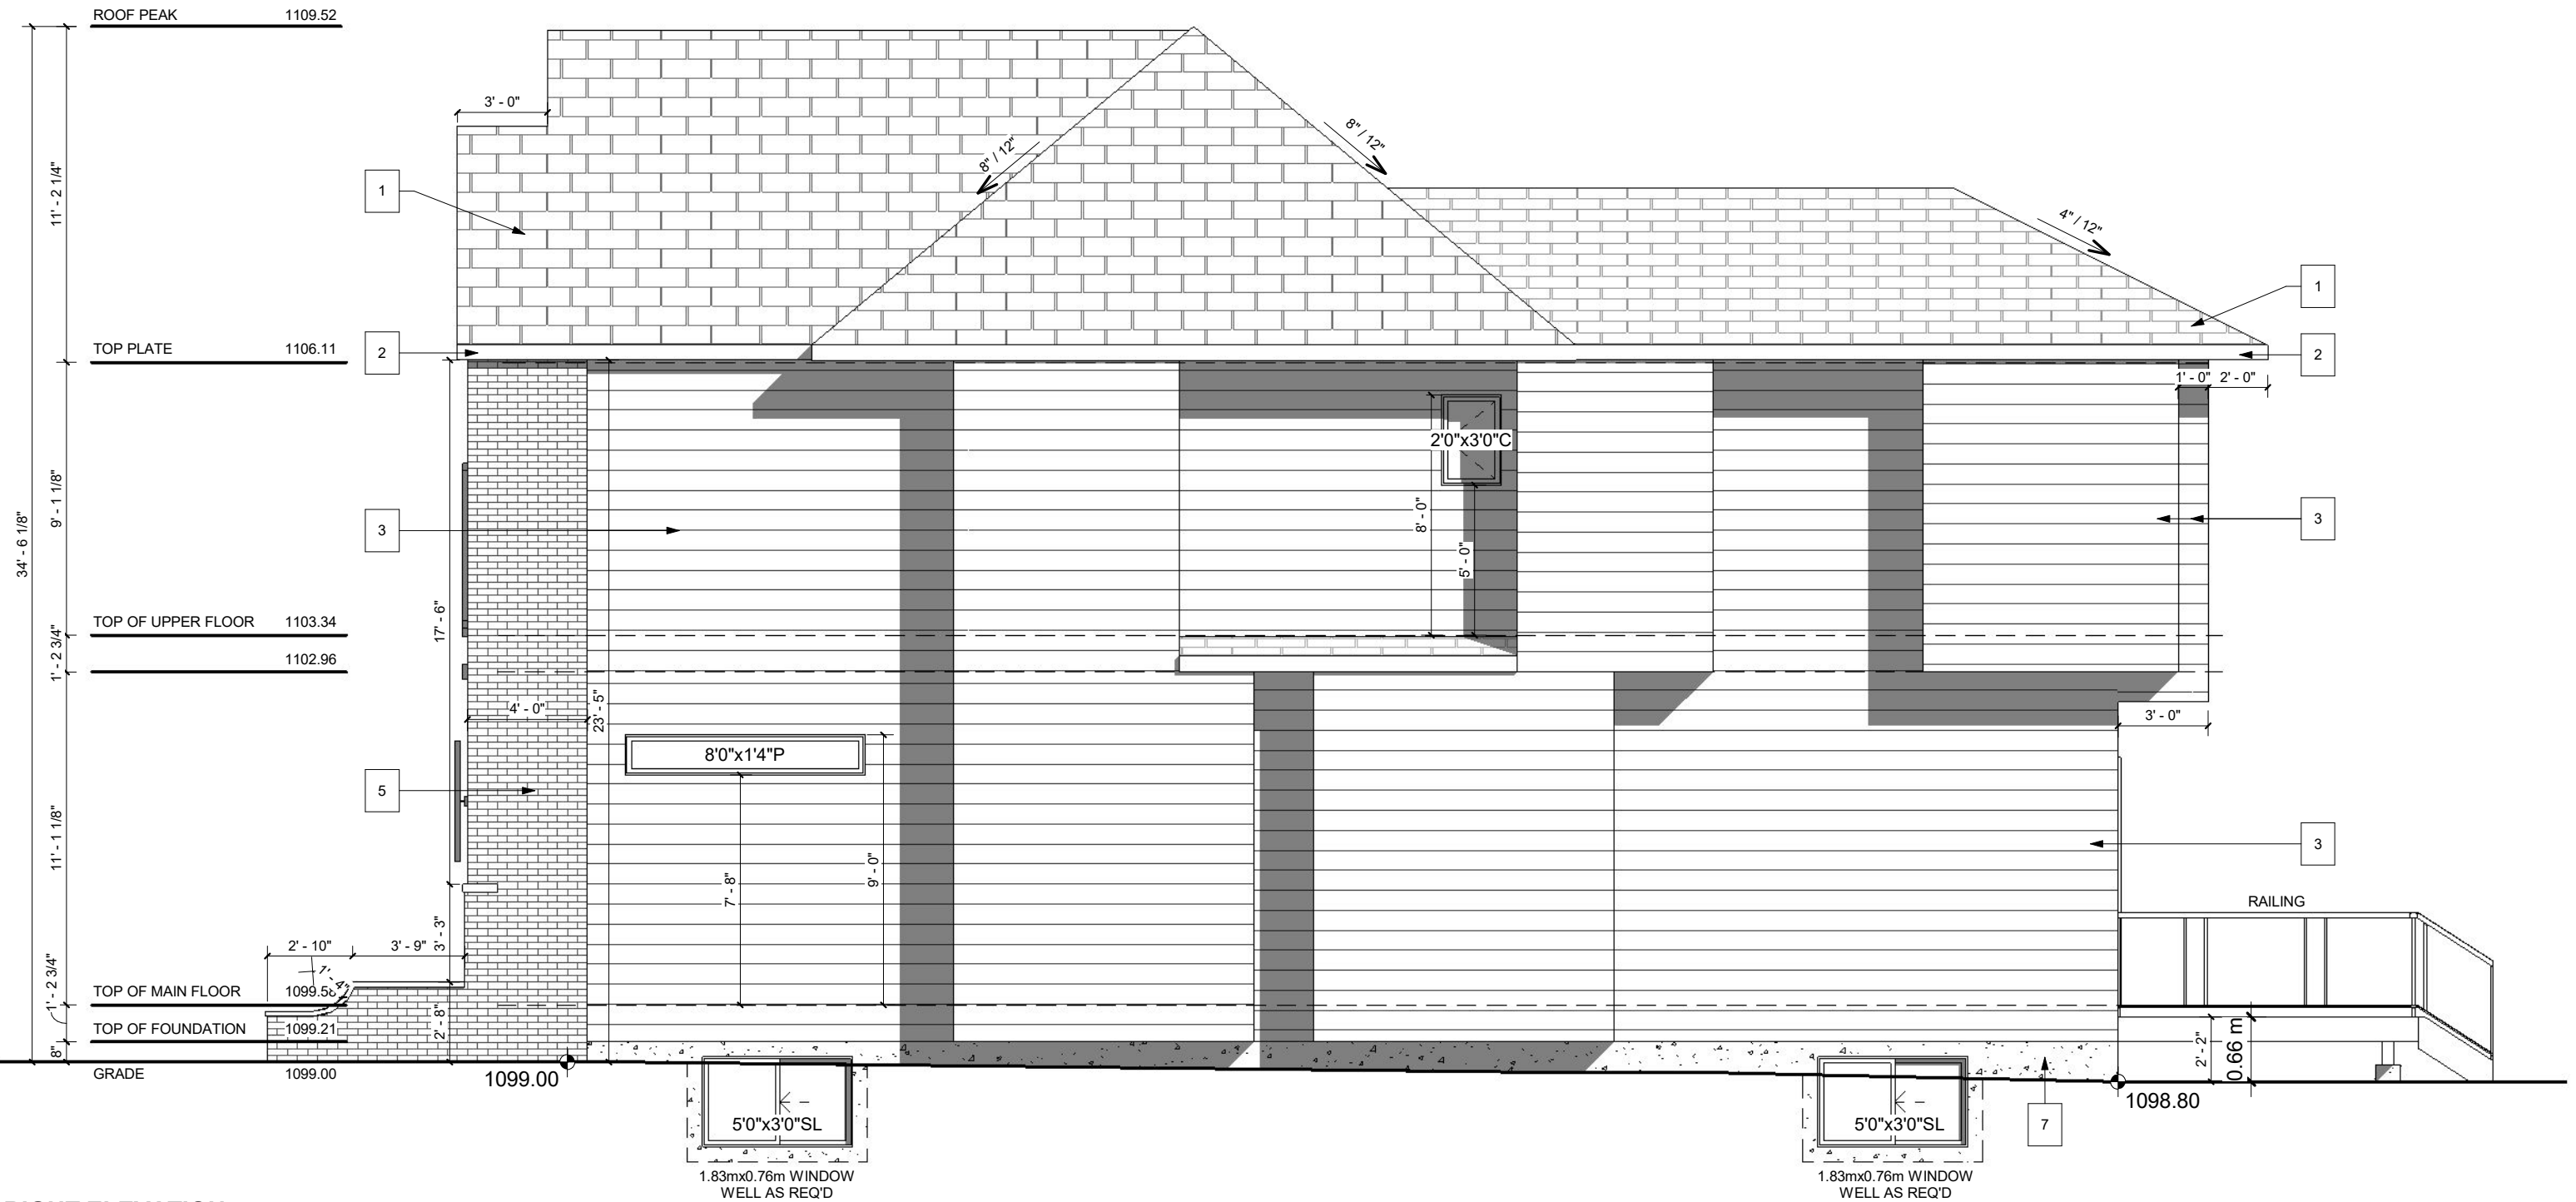 ROOF PEAK 1109.52
3' - 0"
8" / 12"
8" / 12"
4" / 12"
11' - 2 1/4"
1
1
TOP PLATE 1106.11
2
2
1' - 0" 2' - 0"
2'0"x3'0"C
9' - 1 1/8"
34' - 6 1/8"
8' - 0"
5' - 0"
3
3
17' - 6"
TOP OF UPPER FLOOR 1103.34
1' - 2 3/4"
1102.96
4' - 0"
23' - 5"
3' - 0"
8'0"x1'4"P
5
11' - 1 1/8"
7' - 8"
9' - 0"
3
RAILING
2' - 10"
3' - 9"
3' - 3"
1' - 4"
1' - 2 3/4"
TOP OF MAIN FLOOR
TOP OF FOUNDATION 1099.21
2' - 8"
8"
2' - 2"
0.66 m
GRADE 1099.00
1099.00
1098.80
5'0"x3'0"SL
5'0"x3'0"SL
7
1.83mx0.76m WINDOW
WELL AS REQ'D
1.83mx0.76m WINDOW
WELL AS REQ'D